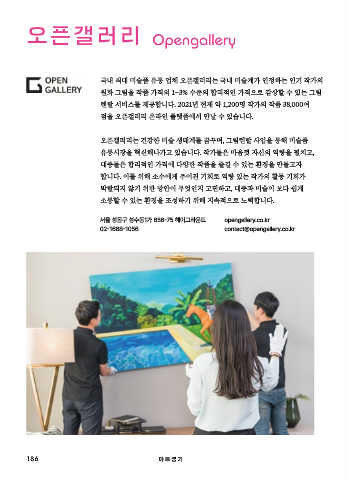 오픈갤러리 Opengallery
OPEN
GALLERY
국내 최대 미술품 유통 업체 오픈갤러리는 국내 미술계가 인정하는 인기 작가의
원화 그림을 작품 가격의 1~3% 수준의 합리적인 가격으로 감상할 수 있는 그림
렌탈 서비스를 제공합니다. 2021년 현재 약 1,200명 작가의 작품 38,000여
점을 오픈갤러리 온라인 플랫폼에서 만날 수 있습니다.
오픈갤러리는 건강한 미술 생태계를 꿈꾸며, 그림렌탈 사업을 통해 미술품
유통시장을 혁신해나가고 있습니다. 작가들은 마음껏 자신의 역량을 펼치고,
대중들은 합리적인 가격에 다양한 작품을 즐길 수 있는 환경을 만들고자
합니다. 이를 위해 소수에게 주어진 기회로 역량 있는 작가의 활동 기회가
박탈되지 않기 위한 방안이 무엇인지 고민하고, 대중과 미술이 보다 쉽게
소통할 수 있는 환경을 조성하기 위해 지속적으로 노력합니다.
서울 성동구 성수동1가 656-75 헤이그라운드
opengallery.co.kr
02-1688-1056
contact@opengallery.co.kr
186